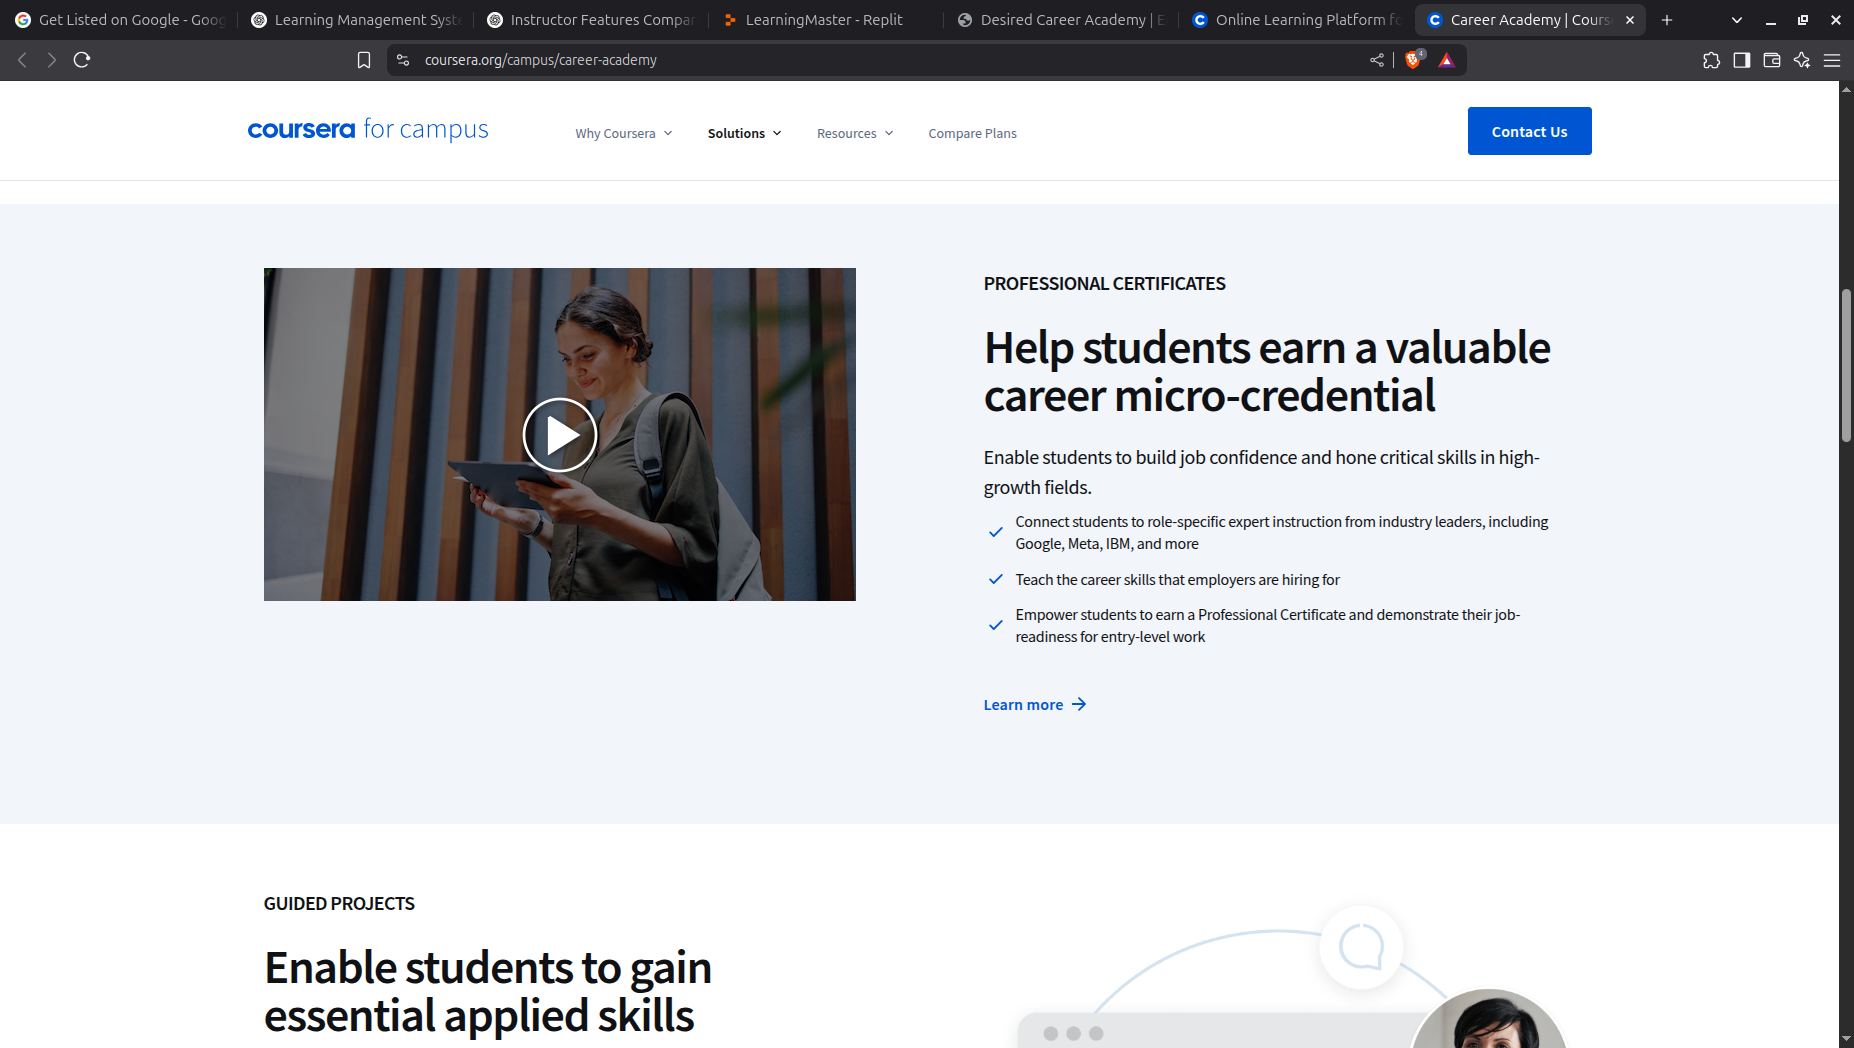 Get Listed on Google - Goog
Learning Management Syste
Instructor Features Compar
LearningMaster - Replit
Desired Career Academy | E
Online Learning Platform fo
Career Academy | Cours
coursera.org/campus/career-academy
4
coursera for campus
Why Coursera
Solutions
Resources
Compare Plans
Contact Us
PROFESSIONAL CERTIFICATES
Help students earn a valuable
career micro-credential
Enable students to build job confidence and hone critical skills in high-
growth fields.
Connect students to role-specific expert instruction from industry leaders, including
Google, Meta, IBM, and more
Teach the career skills that employers are hiring for
Empower students to earn a Professional Certificate and demonstrate their job-
readiness for entry-level work
Learn more
GUIDED PROJECTS
Enable students to gain
essential applied skills